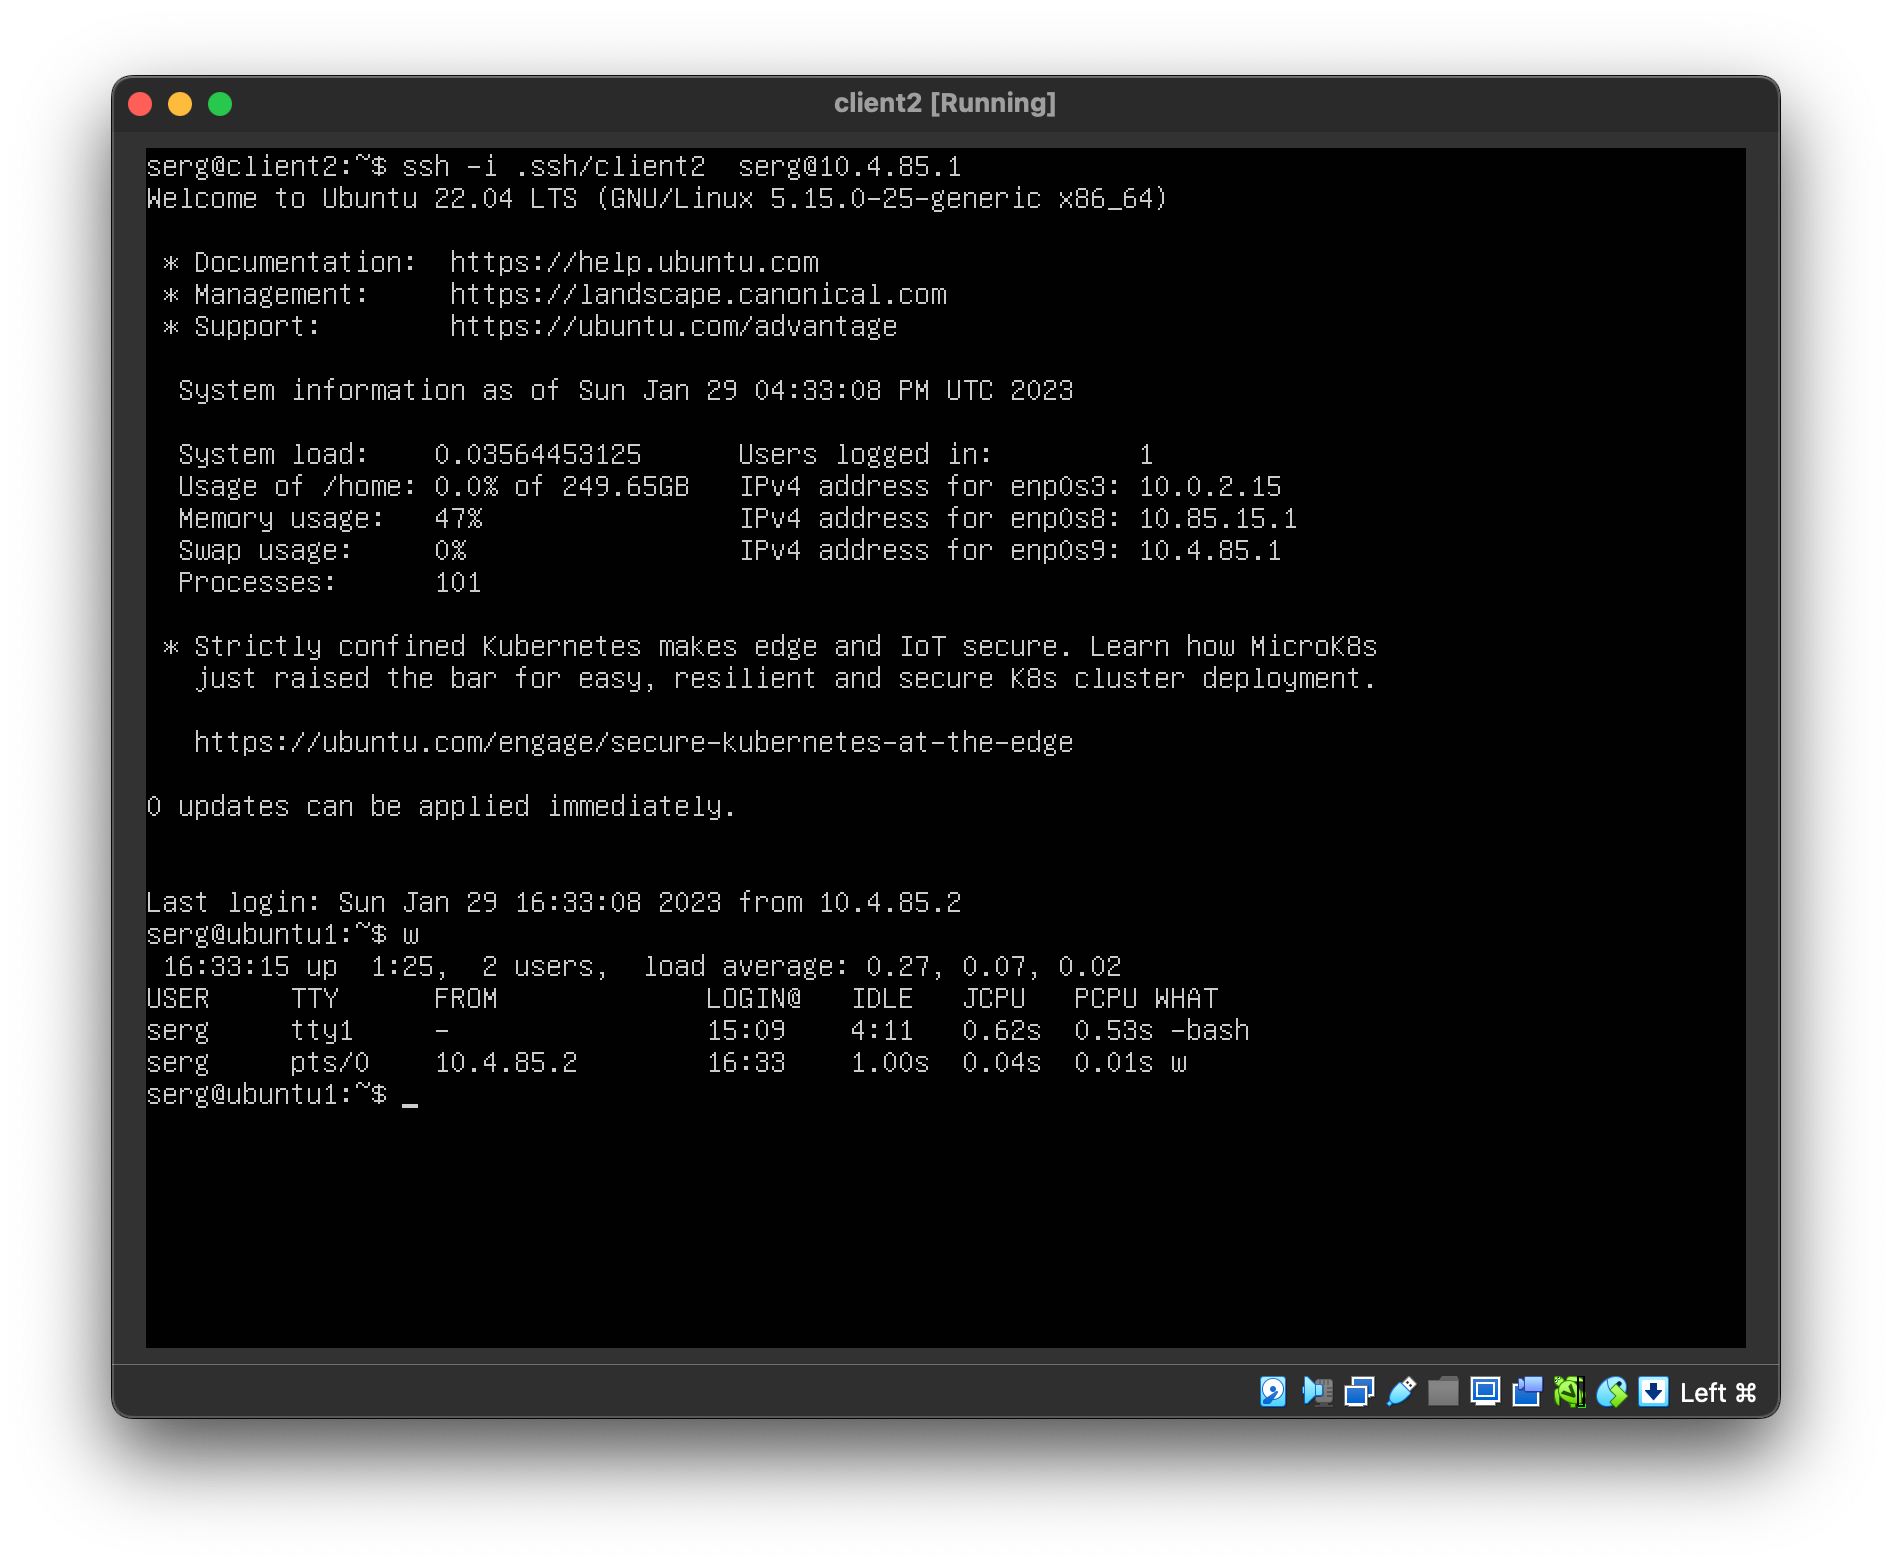 client2 [Running]
serg@client2:~$ ssh -i .ssh/client2  serg@10.4.85.1
Welcome to Ubuntu 22.04 LTS (GNU/Linux 5.15.0-25-generic x86_64)
 * Documentation:  https://help.ubuntu.com
 * Management:     https://landscape.canonical.com
 * Support:        https://ubuntu.com/advantage
  System information as of Sun Jan 29 04:33:08 PM UTC 2023
  System load:    0.03564453125      Users logged in:         1
  Usage of /home: 0.0% of 249.65GB   IPv4 address for enp0s3: 10.0.2.15
  Memory usage:   47%                IPv4 address for enp0s8: 10.85.15.1
  Swap usage:     0%                 IPv4 address for enp0s9: 10.4.85.1
  Processes:      101
 * Strictly confined Kubernetes makes edge and IoT secure. Learn how MicroK8s
   just raised the bar for easy, resilient and secure K8s cluster deployment.
   https://ubuntu.com/engage/secure-kubernetes-at-the-edge
0 updates can be applied immediately.
Last login: Sun Jan 29 16:33:08 2023 from 10.4.85.2
serg@ubuntu1:~$ w
 16:33:15 up  1:25,  2 users,  load average: 0.27, 0.07, 0.02
USER     TTY      FROM             LOGIN@   IDLE   JCPU   PCPU WHAT
serg     tty1     -                15:09    4:11   0.62s  0.53s -bash
serg     pts/0    10.4.85.2        16:33    1.00s  0.04s  0.01s w
serg@ubuntu1:~$ _
Left ⌘